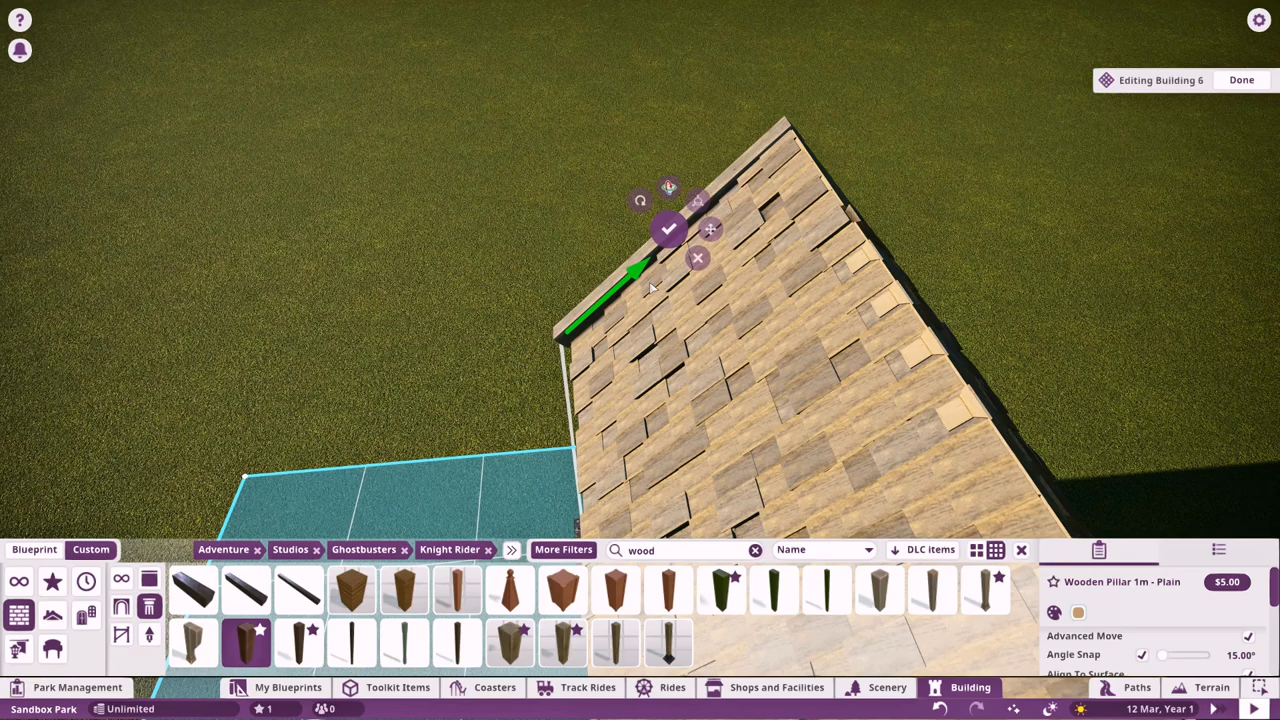 ?
Editing Building 6
Done
Blueprint
Custom
Adventure
Studios
Ghostbusters
Knight Rider
More Filters
wood
Name
DLC items
Wooden Pillar 1m - Plain
$5.00
Advanced Move
Angle Snap
15.00°
Park Management
My Blueprints
Toolkit Items
Coasters
Track Rides
Rides
Shops and Facilities
Scenery
Building
Paths
Terrain
Sandbox Park
Unlimited
1
0
12 Mar, Year 1